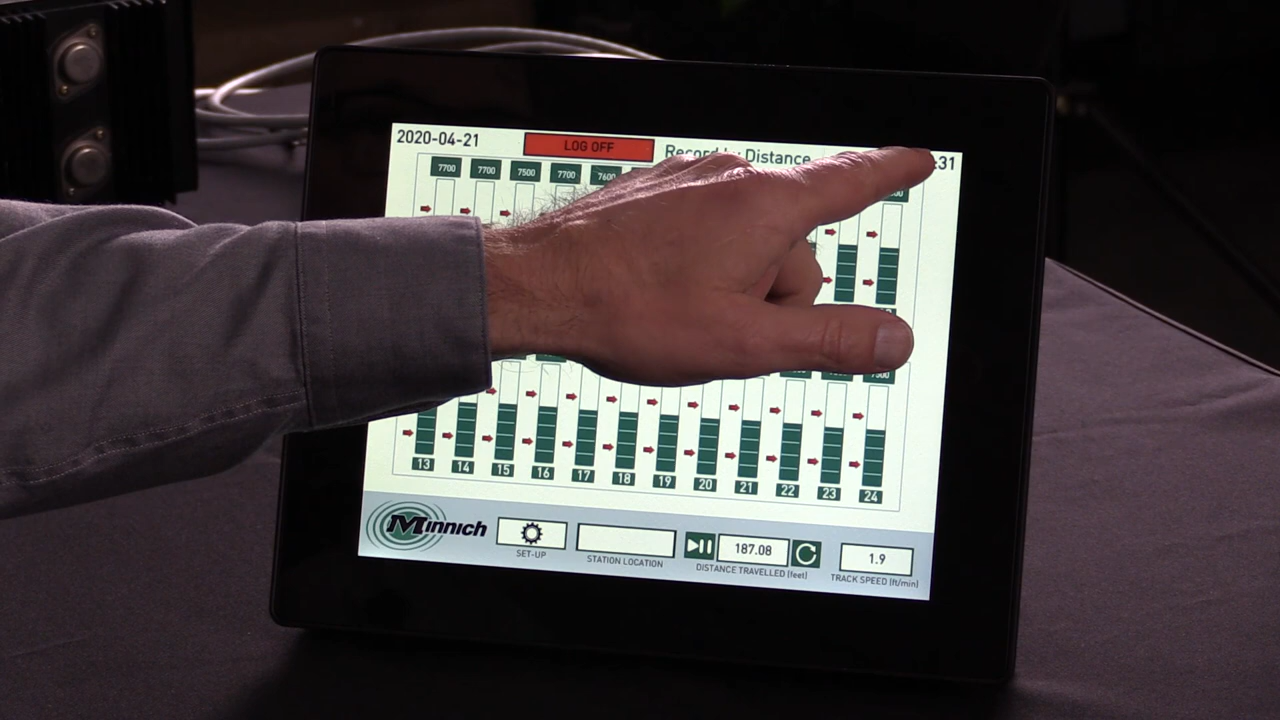 2020-04-21 LOG OFF Record by Distance :31
7700 7700 7500 7700 7600
7500
13 14 15 16 17 18 19 20 21 22 23 24
Minnich
187.08 1.9
SET-UP STATION LOCATION DISTANCE TRAVELLED (feet) TRACK SPEED (ft/min)